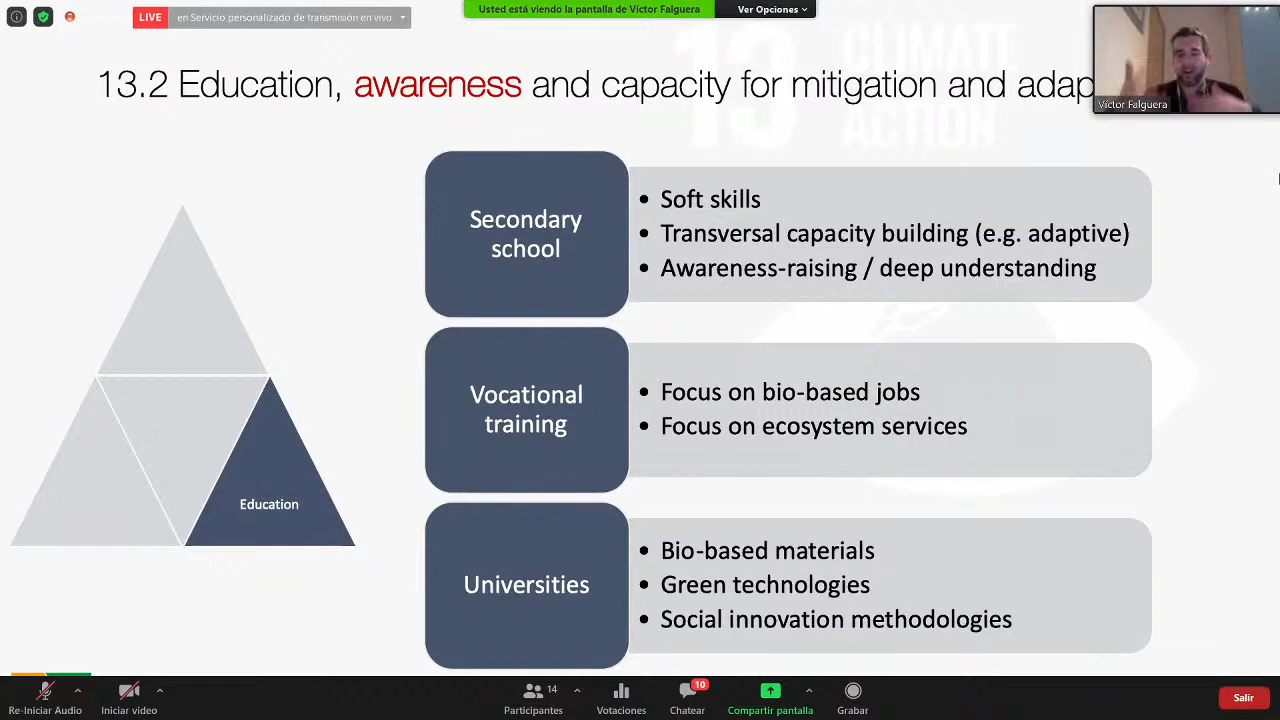 LIVE
en Servicio personalizado de transmisión en vivo
Usted está viendo la pantalla de Víctor Falguera
Ver Opciones
13 CLIMATE
ACTION
13.2 Education, awareness and capacity for mitigation and adap
Víctor Falguera
Secondary
school
• Soft skills
• Transversal capacity building (e.g. adaptive)
• Awareness-raising / deep understanding
Vocational
training
• Focus on bio-based jobs
• Focus on ecosystem services
Education
Universities
• Bio-based materials
• Green technologies
• Social innovation methodologies
Re-Iniciar Audio
Iniciar video
14
Participantes
Votaciones
10
Chatear
Compartir pantalla
Grabar
Salir